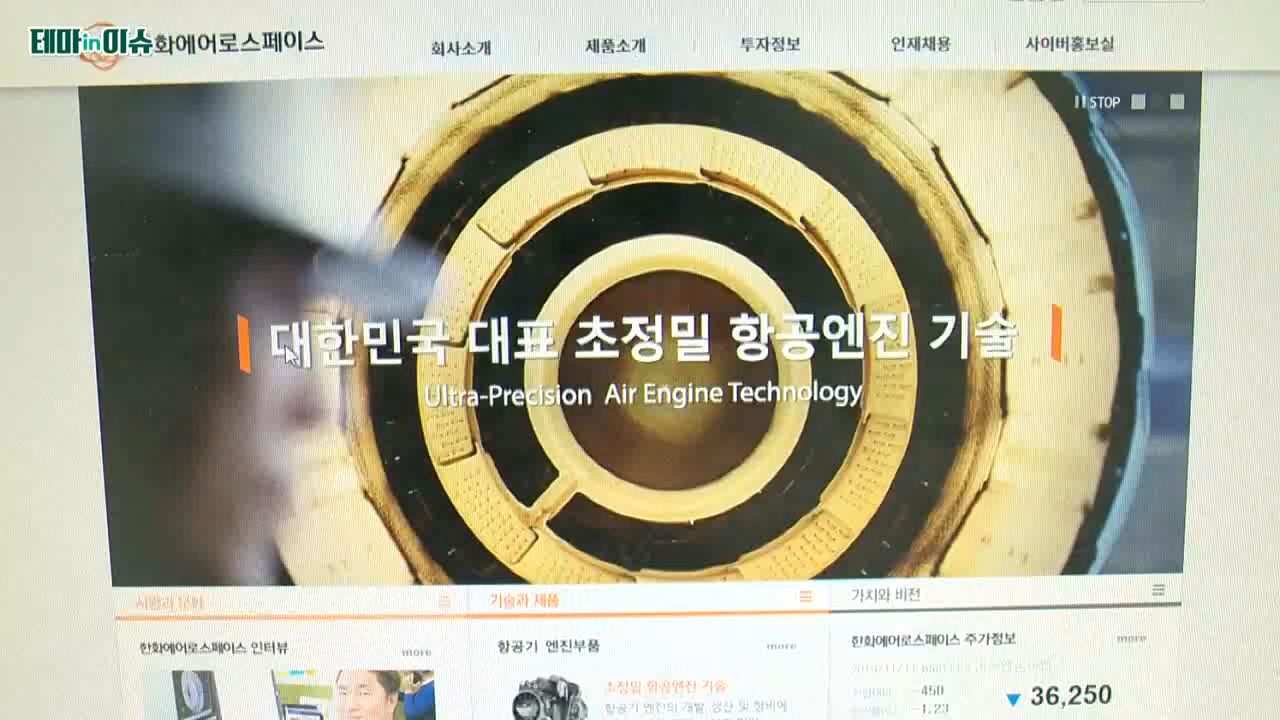 테마in이슈
한화에어로스페이스
회사소개
제품소개
투자정보
인재채용
사이버홍보실
STOP
대한민국 대표 초정밀 항공엔진 기술
Ultra-Precision Air Engine Technology
기술과 제품
가치와 비전
한화에어로스페이스 인터뷰
more
항공기 엔진부품
more
한화에어로스페이스 주가정보
more
초정밀 항공엔진 기술
항공기 엔진의 개발, 생산 및 정비에
-450
-1.23
▼ 36,250